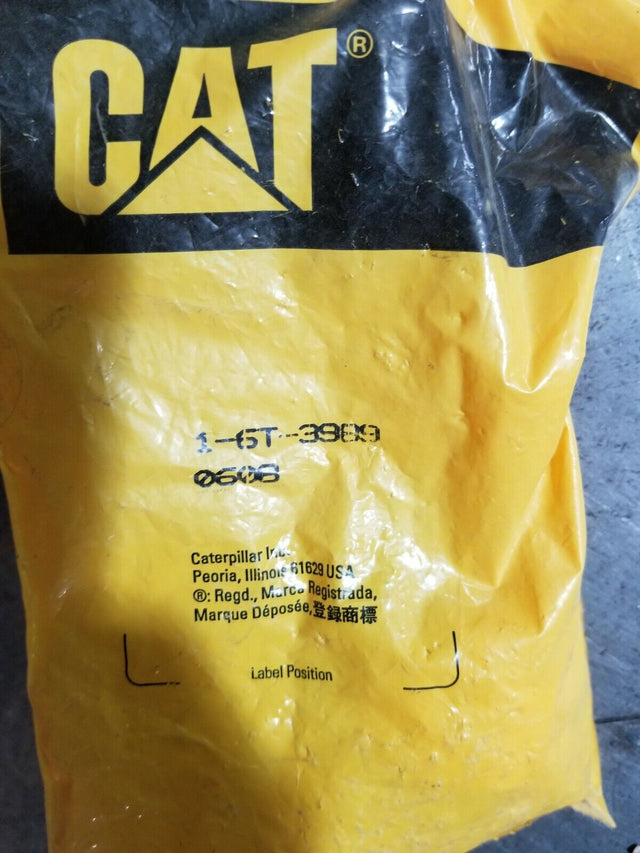 CAT®
1-6T-3989
0608
Caterpillar Inc.
Peoria, Illinois 61629 USA
®: Regd., Marca Registrada,
Marque Déposée,登録商標
Label Position